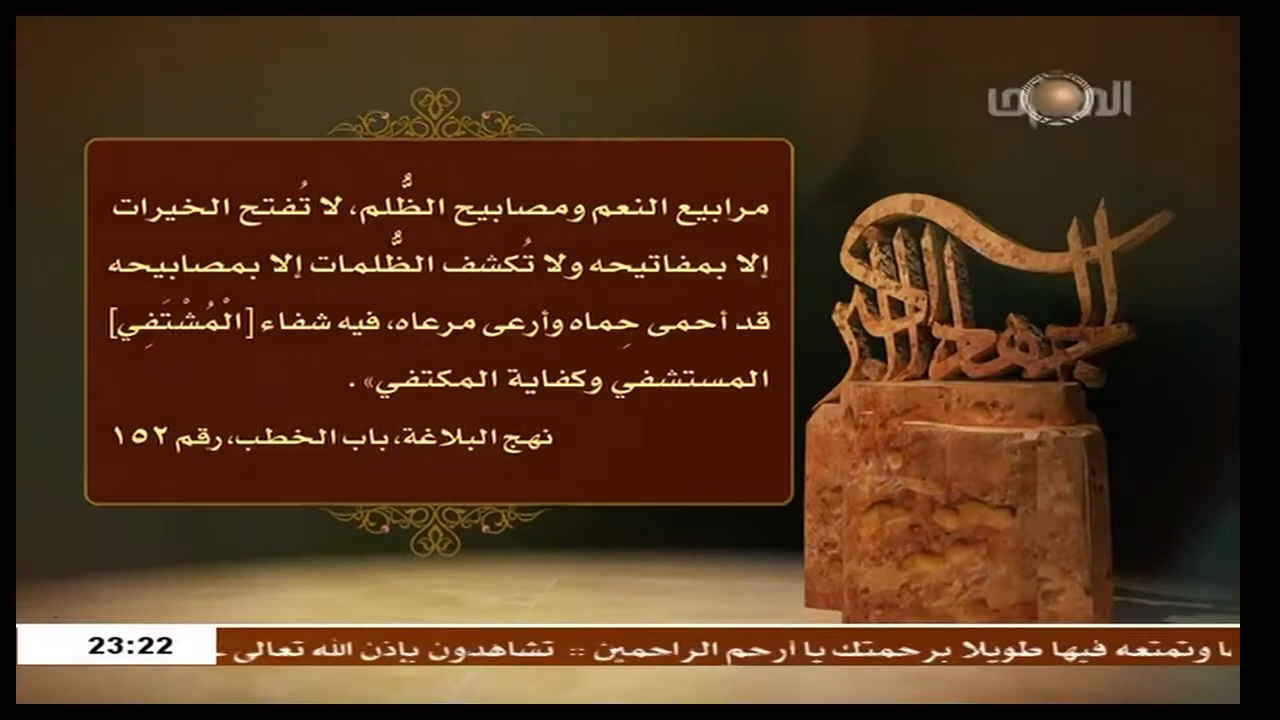 مرابيع النعم ومصابيح الظُّلم، لا تُفتح الخيرات
إلا بمفاتيحه ولا تُكشف الظُّلمات إلا بمصابيحه
قد أحمى حِماه وأرعى مرعاه، فيه شفاء [الْمُشْتَفِي]
المستشفي وكفاية المكتفي» .
نهج البلاغة، باب الخطب، رقم ١٥٢
ما وتمتعه فيها طويلا برحمتك يا أرحم الراحمين :: تشاهدون بإذن الله تعالى
23:22